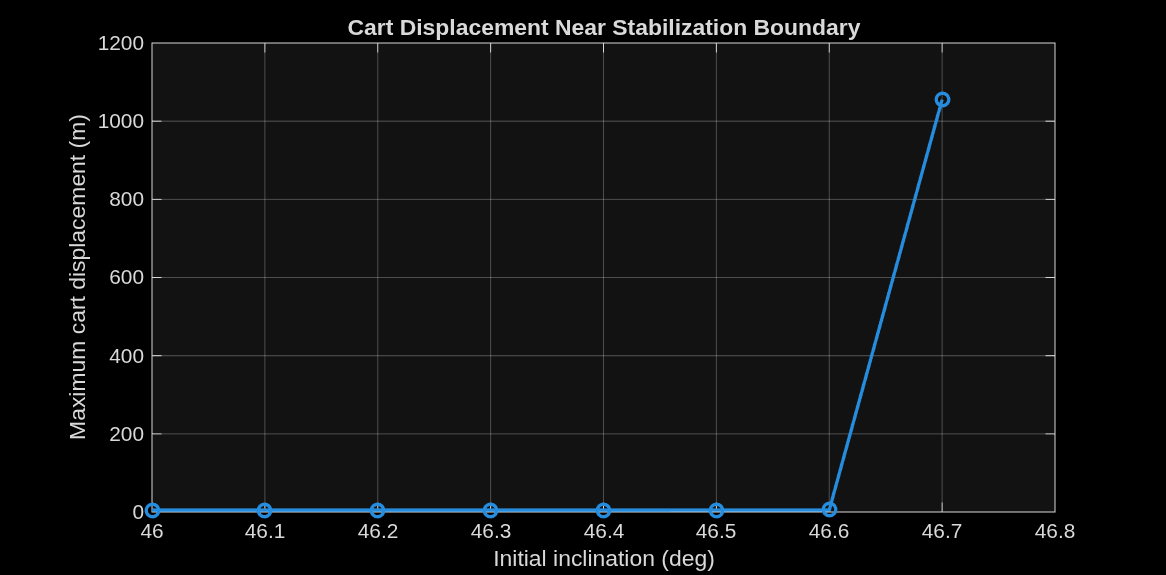 Cart Displacement Near Stabilization Boundary
1200
1000
800
600
400
200
0
Maximum cart displacement (m)
46 46.1 46.2 46.3 46.4 46.5 46.6 46.7 46.8
Initial inclination (deg)